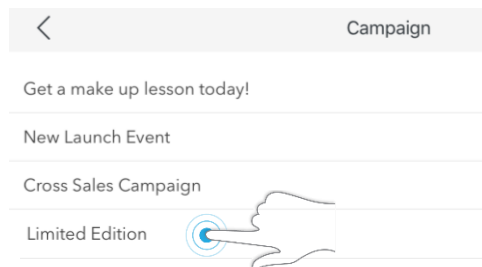 Campaign
Get a make up lesson today!
New Launch Event
Cross Sales Campaign
Limited Edition